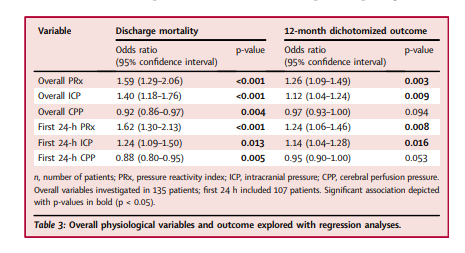 Variable Discharge mortality 12-month dichotomized outcome
Odds ratio p-value Odds ratio p-value
(95% confidence interval) (95% confidence interval)
Overall PRx 1.59 (1.29–2.06) <0.001 1.26 (1.09–1.49) 0.003
Overall ICP 1.40 (1.18–1.76) <0.001 1.12 (1.04–1.24) 0.009
Overall CPP 0.92 (0.86–0.97) 0.004 0.97 (0.93–1.00) 0.094
First 24-h PRx 1.62 (1.30–2.13) <0.001 1.24 (1.06–1.46) 0.008
First 24-h ICP 1.24 (1.09–1.50) 0.013 1.14 (1.04–1.28) 0.016
First 24-h CPP 0.88 (0.80–0.95) 0.005 0.95 (0.90–1.00) 0.053
n, number of patients; PRx, pressure reactivity index; ICP, intracranial pressure; CPP, cerebral perfusion pressure.
Overall variables investigated in 135 patients; first 24 h included 107 patients. Significant association depicted
with p-values in bold (p < 0.05).
Table 3: Overall physiological variables and outcome explored with regression analyses.